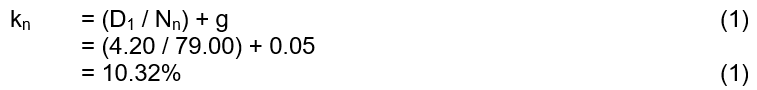 kₙ = (D₁ / Nₙ) + g (1)
= (4.20 / 79.00) + 0.05
= 10.32% (1)